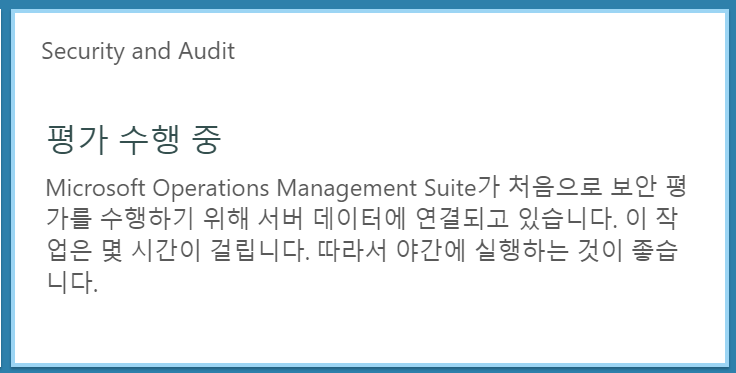 Security and Audit
평가 수행 중
Microsoft Operations Management Suite가 처음으로 보안 평
가를 수행하기 위해 서버 데이터에 연결되고 있습니다. 이 작
업은 몇 시간이 걸립니다. 따라서 야간에 실행하는 것이 좋습
니다.